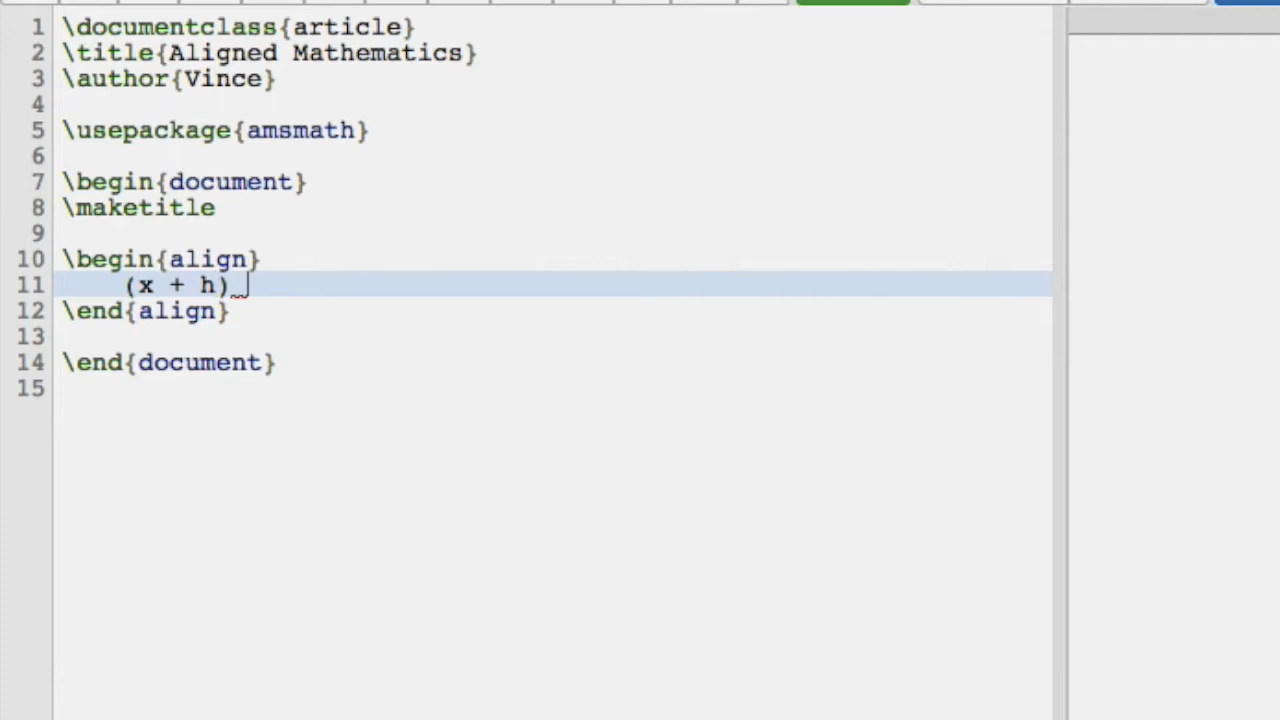 1 \documentclass{article}
2 \title{Aligned Mathematics}
3 \author{Vince}
4
5 \usepackage{amsmath}
6
7 \begin{document}
8 \maketitle
9
10 \begin{align}
11 (x + h)
12 \end{align}
13
14 \end{document}
15